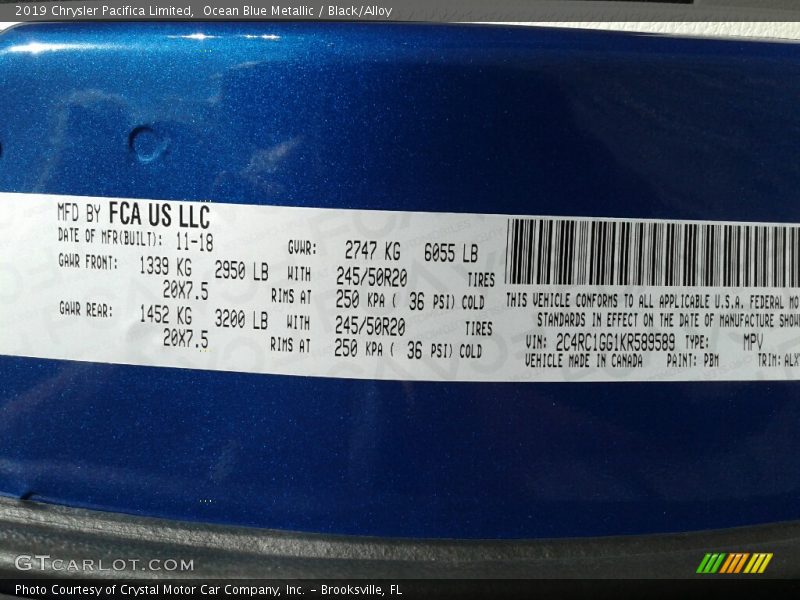 2019 Chrysler Pacifica Limited, Ocean Blue Metallic / Black/Alloy
MFD BY FCA US LLC
DATE OF MFR(BUILT): 11-18 GVWR: 2747 KG 6055 LB
GAWR FRONT: 1339 KG 2950 LB WITH 245/50R20 TIRES
20X7.5 RIMS AT 250 KPA ( 36 PSI) COLD
GAWR REAR: 1452 KG 3200 LB WITH 245/50R20 TIRES
20X7.5 RIMS AT 250 KPA ( 36 PSI) COLD
THIS VEHICLE CONFORMS TO ALL APPLICABLE U.S.A. FEDERAL MO
STANDARDS IN EFFECT ON THE DATE OF MANUFACTURE SHOW
VIN: 2C4RC1GG1KR589589 TYPE: MPV
VEHICLE MADE IN CANADA PAINT: PBM TRIM: ALX
GTCARLOT.COM
Photo Courtesy of Crystal Motor Car Company, Inc. – Brooksville, FL